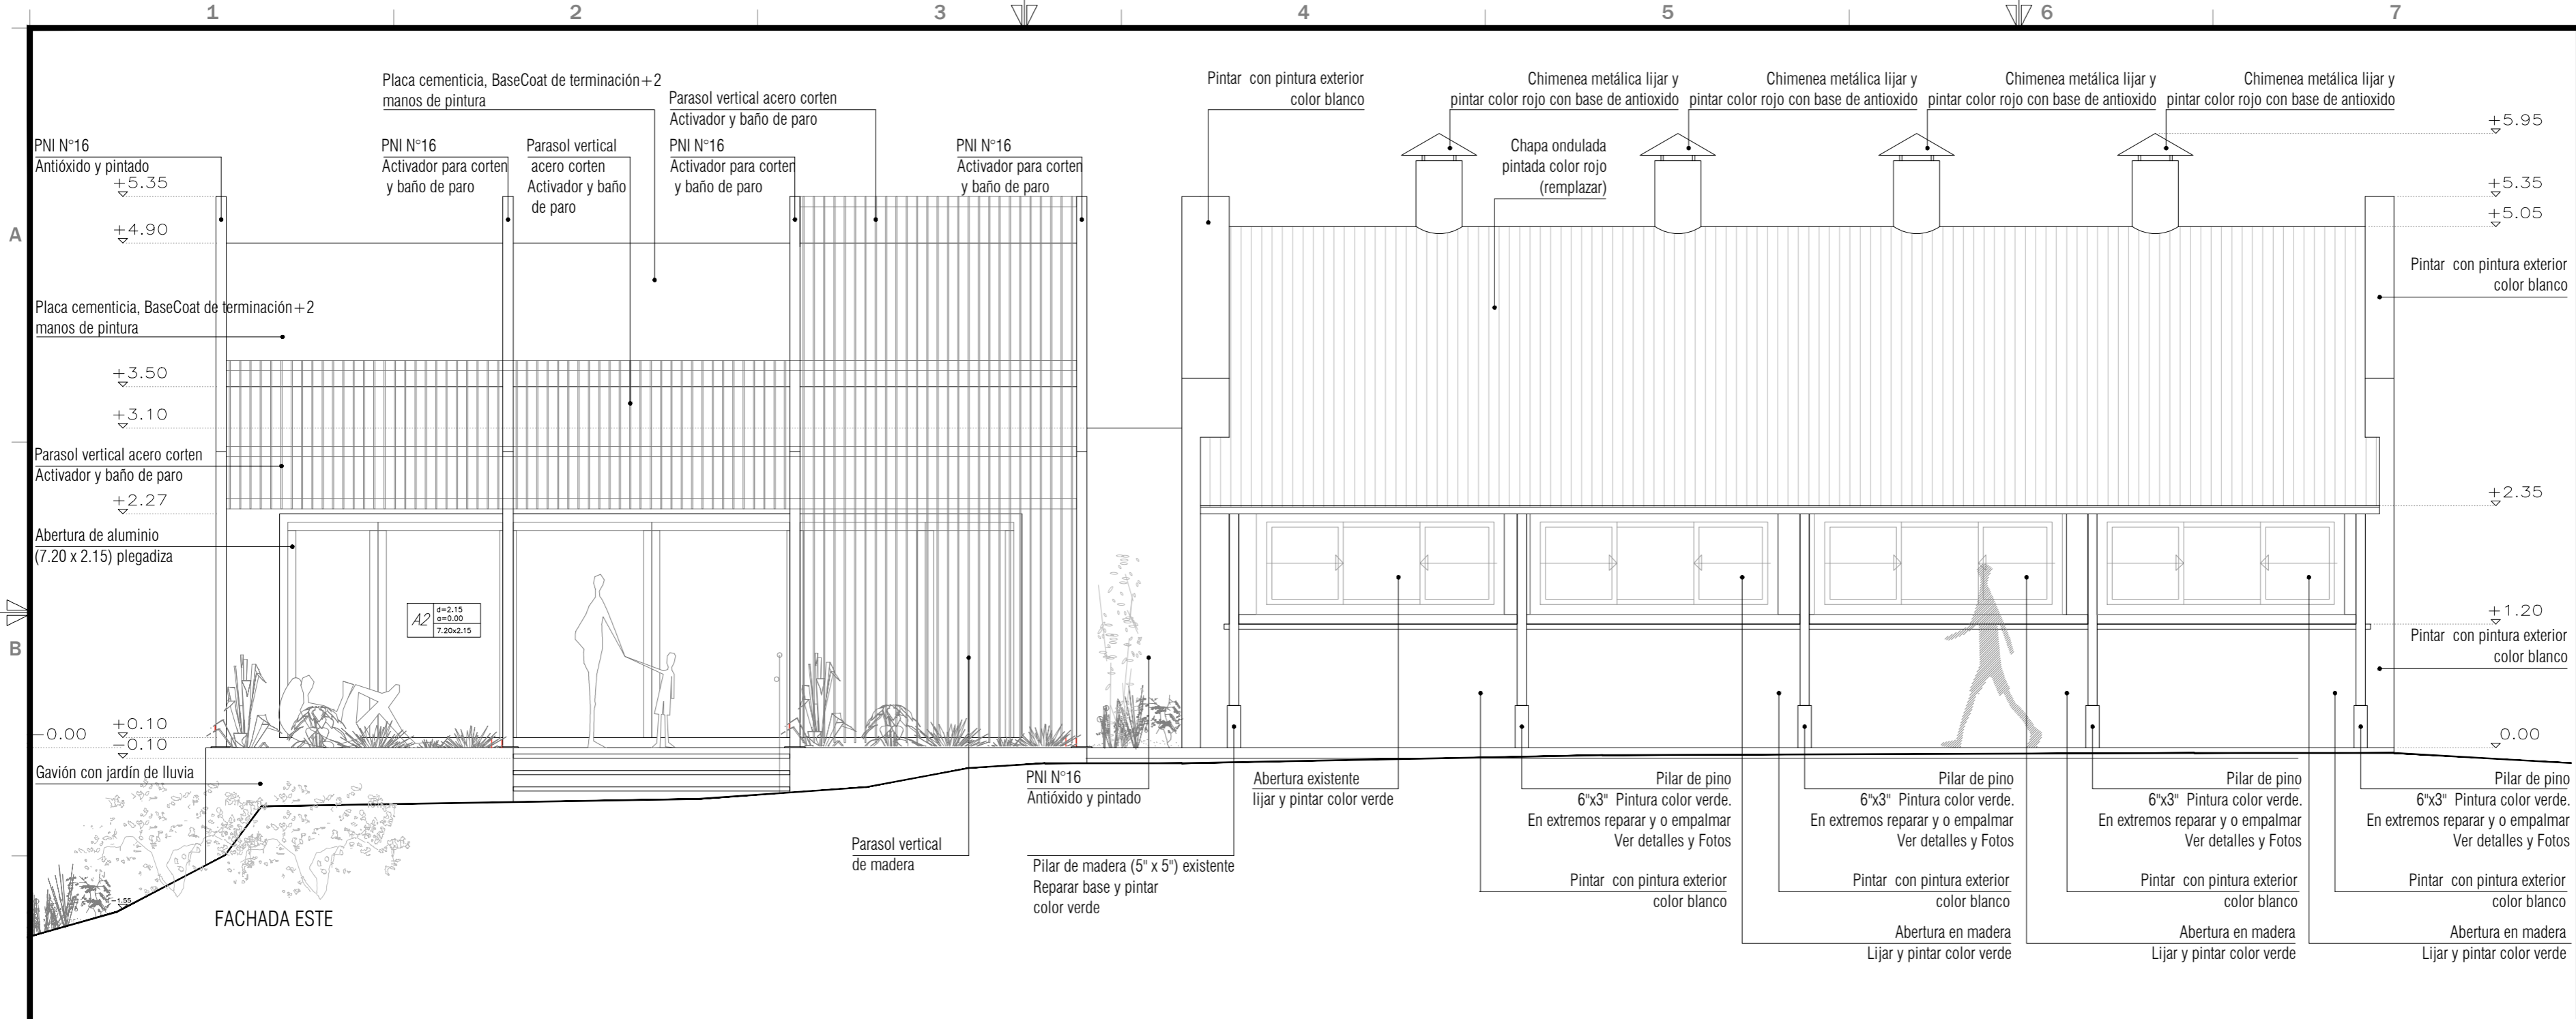 1
2
3
4
5
6
7
A
B
Placa cementicia, BaseCoat de terminación+2
manos de pintura
Parasol vertical acero corten
Activador y baño de paro
PNI N°16
Antióxido y pintado
PNI N°16
Activador para corten
y baño de paro
Parasol vertical
acero corten
Activador y baño
de paro
PNI N°16
Activador para corten
y baño de paro
PNI N°16
Activador para corten
y baño de paro
Pintar con pintura exterior
color blanco
Chimenea metálica lijar y
pintar color rojo con base de antioxido
Chimenea metálica lijar y
pintar color rojo con base de antioxido
Chimenea metálica lijar y
pintar color rojo con base de antioxido
Chimenea metálica lijar y
pintar color rojo con base de antioxido
Chapa ondulada
pintada color rojo
(remplazar)
+5.35
+4.90
Placa cementicia, BaseCoat de terminación+2
manos de pintura
+3.50
+3.10
Parasol vertical acero corten
Activador y baño de paro
+2.27
Abertura de aluminio
(7.20 x 2.15) plegadiza
A2
d=2.15
a=0.00
7.20x2.15
+0.10
-0.00
-0.10
Gavión con jardín de lluvia
-1.55
FACHADA ESTE
+5.95
+5.35
+5.05
Pintar con pintura exterior
color blanco
+2.35
+1.20
Pintar con pintura exterior
color blanco
0.00
Parasol vertical
de madera
PNI N°16
Antióxido y pintado
Pilar de madera (5" x 5") existente
Reparar base y pintar
color verde
Abertura existente
lijar y pintar color verde
Pilar de pino
6"x3" Pintura color verde.
En extremos reparar y o empalmar
Ver detalles y Fotos
Pilar de pino
6"x3" Pintura color verde.
En extremos reparar y o empalmar
Ver detalles y Fotos
Pilar de pino
6"x3" Pintura color verde.
En extremos reparar y o empalmar
Ver detalles y Fotos
Pilar de pino
6"x3" Pintura color verde.
En extremos reparar y o empalmar
Ver detalles y Fotos
Pintar con pintura exterior
color blanco
Pintar con pintura exterior
color blanco
Pintar con pintura exterior
color blanco
Pintar con pintura exterior
color blanco
Abertura en madera
Lijar y pintar color verde
Abertura en madera
Lijar y pintar color verde
Abertura en madera
Lijar y pintar color verde